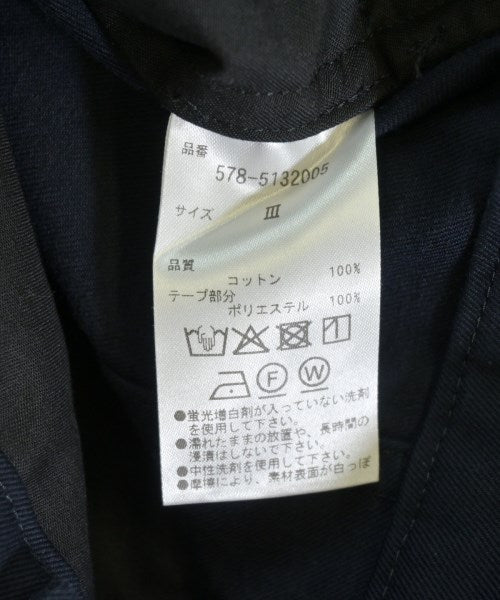 品番
578-5132005
サイズ Ⅲ
品質
コットン 100%
テープ部分
ポリエステル 100%
F W
●蛍光増白剤が入っていない洗剤
を使用して下さい。
●濡れたままの放置や、長時間の
浸漬はしないで下さい。
●中性洗剤を使用して下さい。
●摩擦により、素材表面が白っぽ